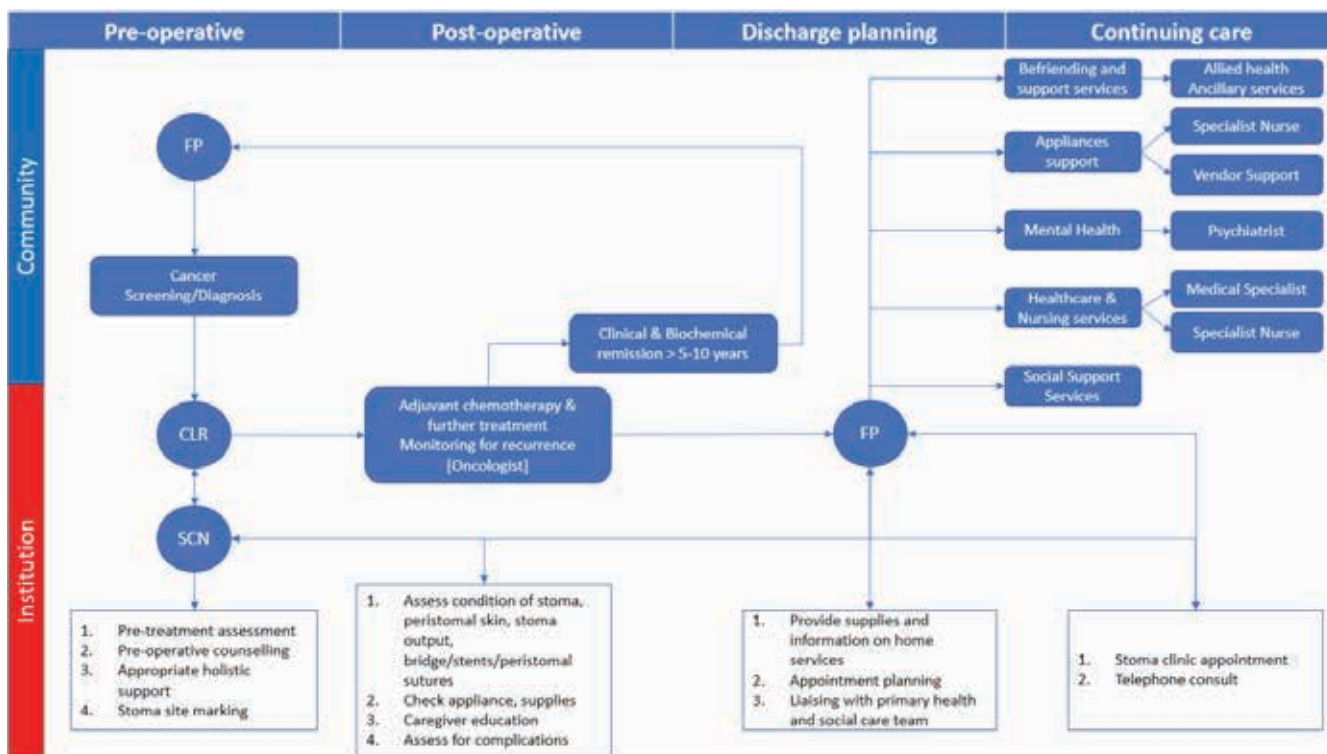 Pre-operative
Post-operative
Discharge planning
Continuing care
Community
Institution
FP
Cancer
Screening/Diagnosis
CLR
SCN
1. Pre-treatment assessment
2. Pre-operative counselling
3. Appropriate holistic
support
4. Stoma site marking
Clinical & Biochemical
remission > 5-10 years
Adjuvant chemotherapy &
further treatment
Monitoring for recurrence
[Oncologist]
1. Assess condition of stoma,
peristomal skin, stoma
output,
bridge/stents/peristomal
sutures
2. Check appliance, supplies
3. Caregiver education
4. Assess for complications
FP
1. Provide supplies and
information on home
services
2. Appointment planning
3. Liaising with primary health
and social care team
Befriending and
support services
Allied health
Ancillary services
Appliances
support
Specialist Nurse
Vendor Support
Mental Health
Psychiatrist
Healthcare &
Nursing services
Medical Specialist
Specialist Nurse
Social Support
Services
1. Stoma clinic appointment
2. Telephone consult